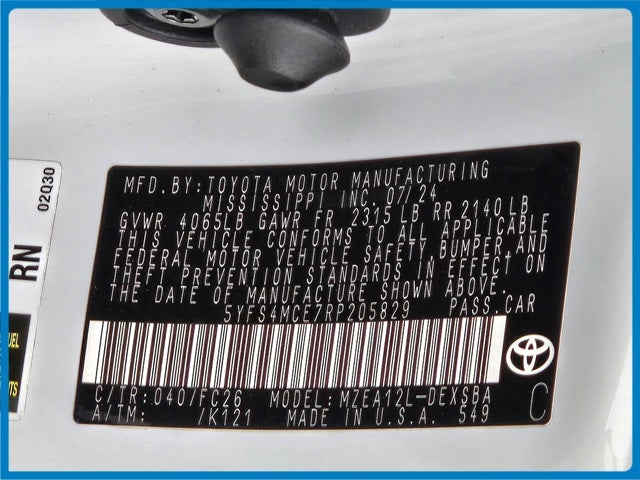 MFD.BY:TOYOTA MOTOR MANUFACTURING
MISSISSIPPI INC. 07/24
GVWR 4065LB GAWR FR 2315LB RR 2140LB
THIS VEHICLE CONFORMS TO ALL APPLICABLE
FEDERAL MOTOR VEHICLE SAFETY, BUMPER AND
THEFT PREVENTION STANDARDS IN EFFECT ON
THE DATE OF MANUFACTURE SHOWN ABOVE.
5YFS4MCE7RP205829 PASS.CAR
C/TR:040/FC26 MODEL:MZEA12L-DEXSBA
A/TM: /K121 MADE IN U.S.A. 549
C
02Q30
RN